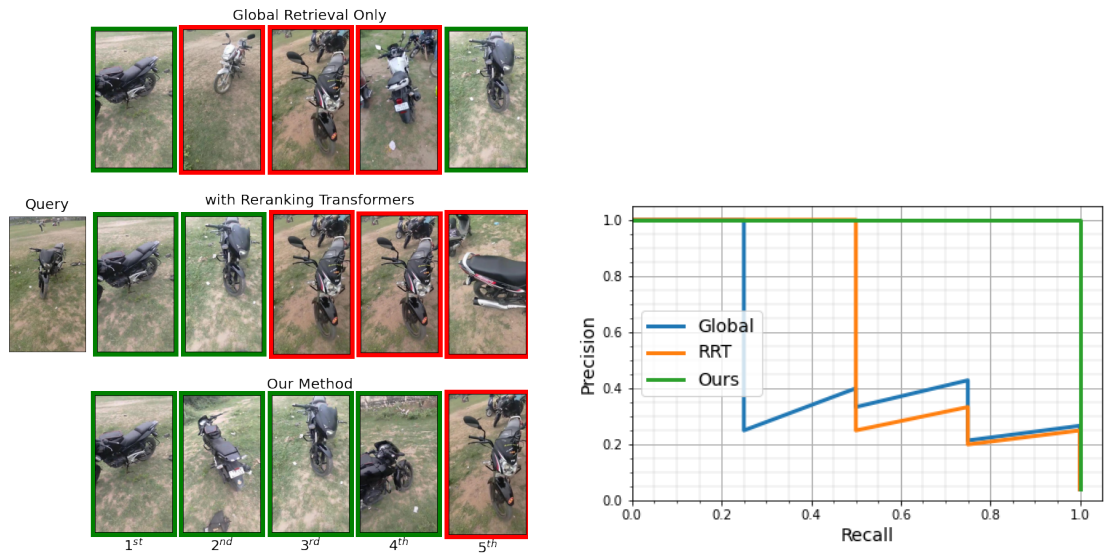 Global Retrieval Only
Query
with Reranking Transformers
Our Method
1st 2nd 3rd 4th 5th
1.0
0.8
0.6
0.4
0.2
0.0
Precision
Global
RRT
Ours
0.0 0.2 0.4 0.6 0.8 1.0
Recall